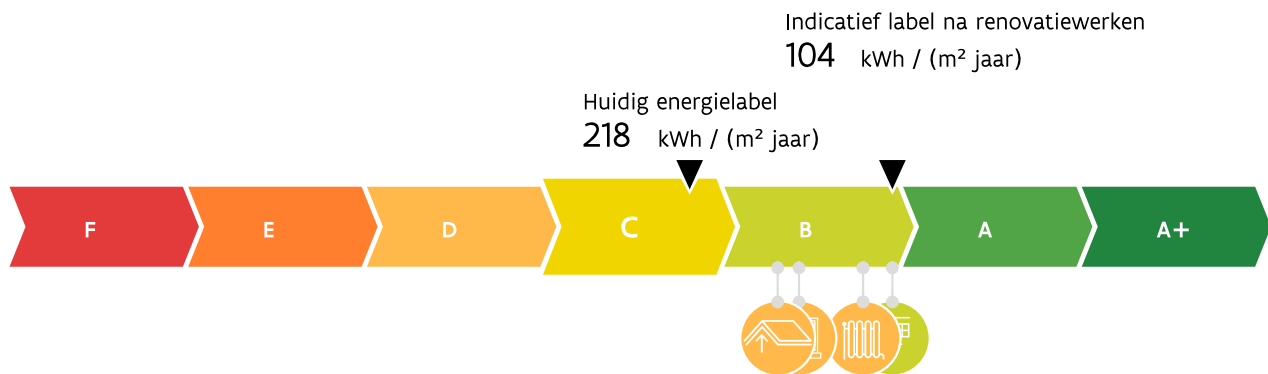 Indicatief label na renovatiewerken
104 kWh / (m² jaar)
Huidig energielabel
218 kWh / (m² jaar)
F E D C B A A+